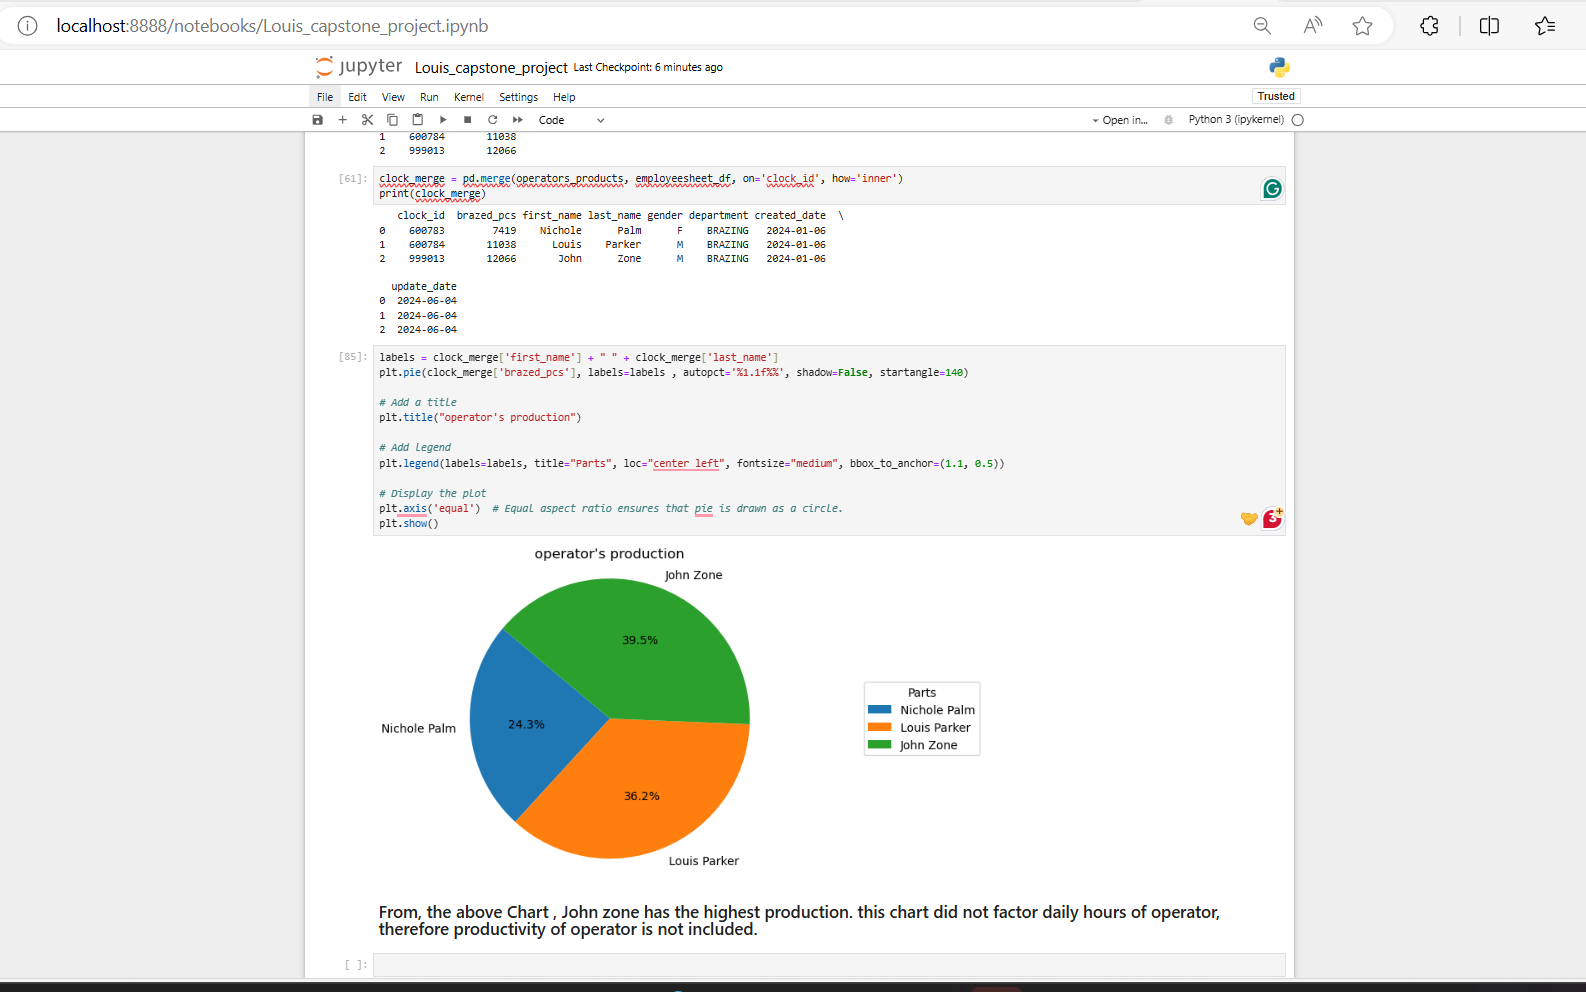 localhost:8888/notebooks/Louis_capstone_project.ipynb
jupyter Louis_capstone_project Last Checkpoint: 6 minutes ago
File Edit View Run Kernel Settings Help Trusted
Code Open in... Python 3 (ipykernel)
1 600784 11038
2 999013 12066
[61]: clock_merge = pd.merge(operators_products, employeesheet_df, on='clock_id', how='inner')
print(clock_merge)
clock_id brazed_pcs first_name last_name gender department created_date \
0 600783 7419 Nichole Palm F BRAZING 2024-01-06
1 600784 11038 Louis Parker M BRAZING 2024-01-06
2 999013 12066 John Zone M BRAZING 2024-01-06
update_date
0 2024-06-04
1 2024-06-04
2 2024-06-04
[85]: labels = clock_merge['first_name'] + " " + clock_merge['last_name']
plt.pie(clock_merge['brazed_pcs'], labels=labels , autopct='%1.1f%%', shadow=False, startangle=140)
# Add a title
plt.title("operator's production")
# Add legend
plt.legend(labels=labels, title="Parts", loc="center left", fontsize="medium", bbox_to_anchor=(1.1, 0.5))
# Display the plot
plt.axis('equal') # Equal aspect ratio ensures that pie is drawn as a circle.
plt.show()
3+
operator's production
John Zone
39.5%
Nichole Palm
24.3%
36.2%
Louis Parker
Parts
Nichole Palm
Louis Parker
John Zone
From, the above Chart , John zone has the highest production. this chart did not factor daily hours of operator,
therefore productivity of operator is not included.
[ ]: